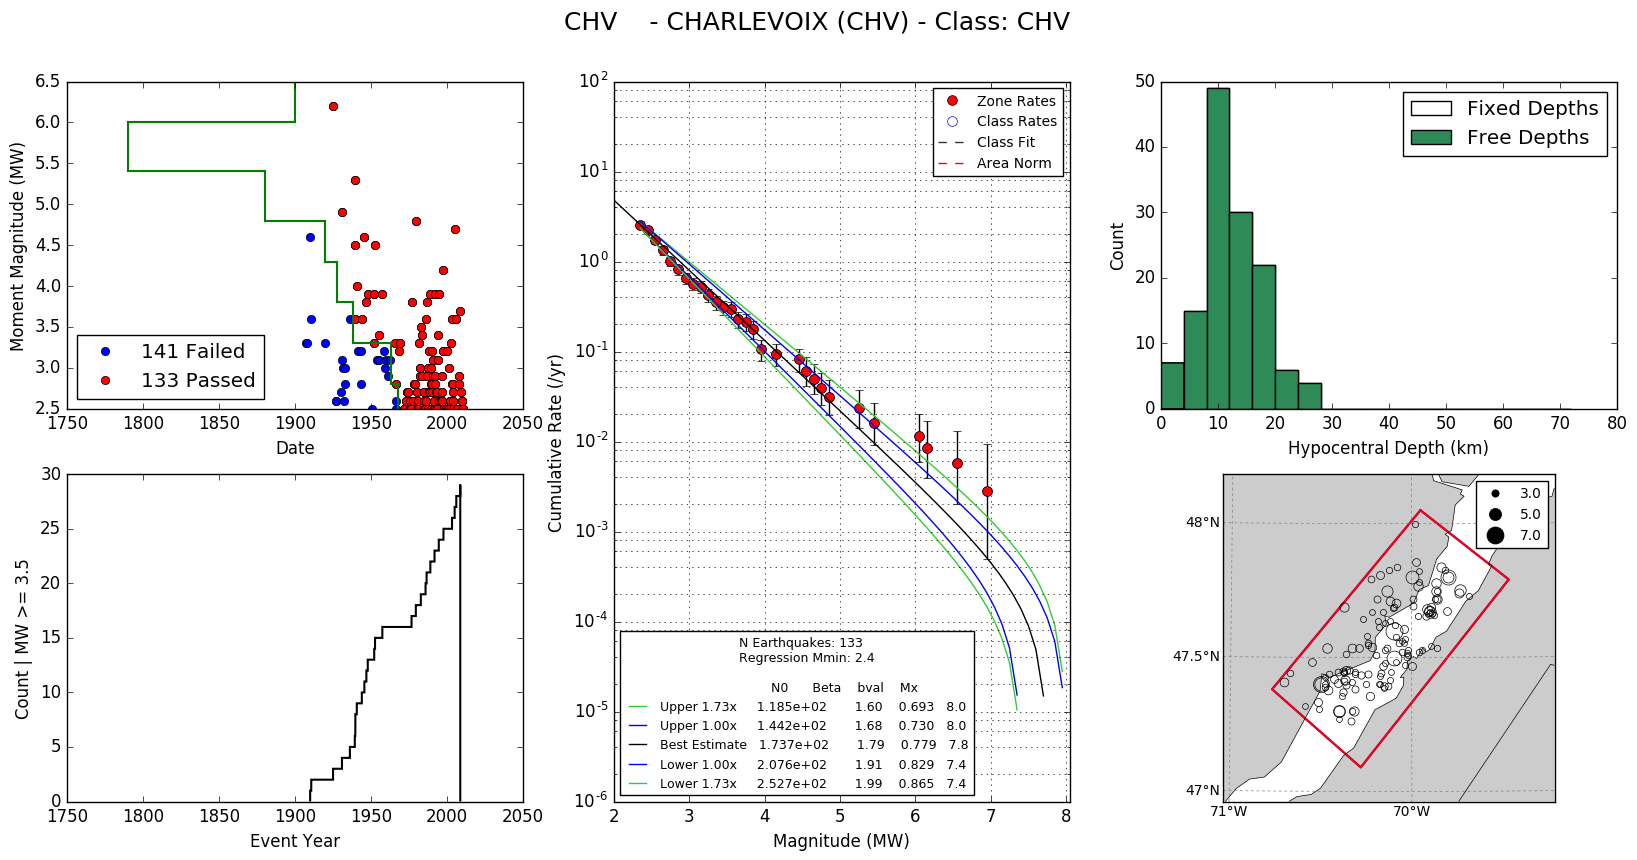 CHV    - CHARLEVOIX (CHV) - Class: CHV
6.5
6.0
5.5
5.0
4.5
4.0
3.5
3.0
2.5
Moment Magnitude (MW)
141 Failed
133 Passed
1750 1800 1850 1900 1950 2000 2050
Date
30
25
20
15
10
5
0
Count | MW >= 3.5
1750 1800 1850 1900 1950 2000 2050
Event Year
10^2
10^1
10^0
10^-1
10^-2
10^-3
10^-4
10^-5
10^-6
Cumulative Rate (/yr)
Zone Rates
Class Rates
Class Fit
Area Norm
N Earthquakes: 133
Regression Mmin: 2.4
N0 Beta bval Mx
Upper 1.73x 1.185e+02 1.60 0.693 8.0
Upper 1.00x 1.442e+02 1.68 0.730 8.0
Best Estimate 1.737e+02 1.79 0.779 7.8
Lower 1.00x 2.076e+02 1.91 0.829 7.4
Lower 1.73x 2.527e+02 1.99 0.865 7.4
2 3 4 5 6 7 8
Magnitude (MW)
50
40
30
20
10
0
Count
Fixed Depths
Free Depths
0 10 20 30 40 50 60 70 80
Hypocentral Depth (km)
3.0
5.0
7.0
48°N
47.5°N
47°N
71°W 70°W